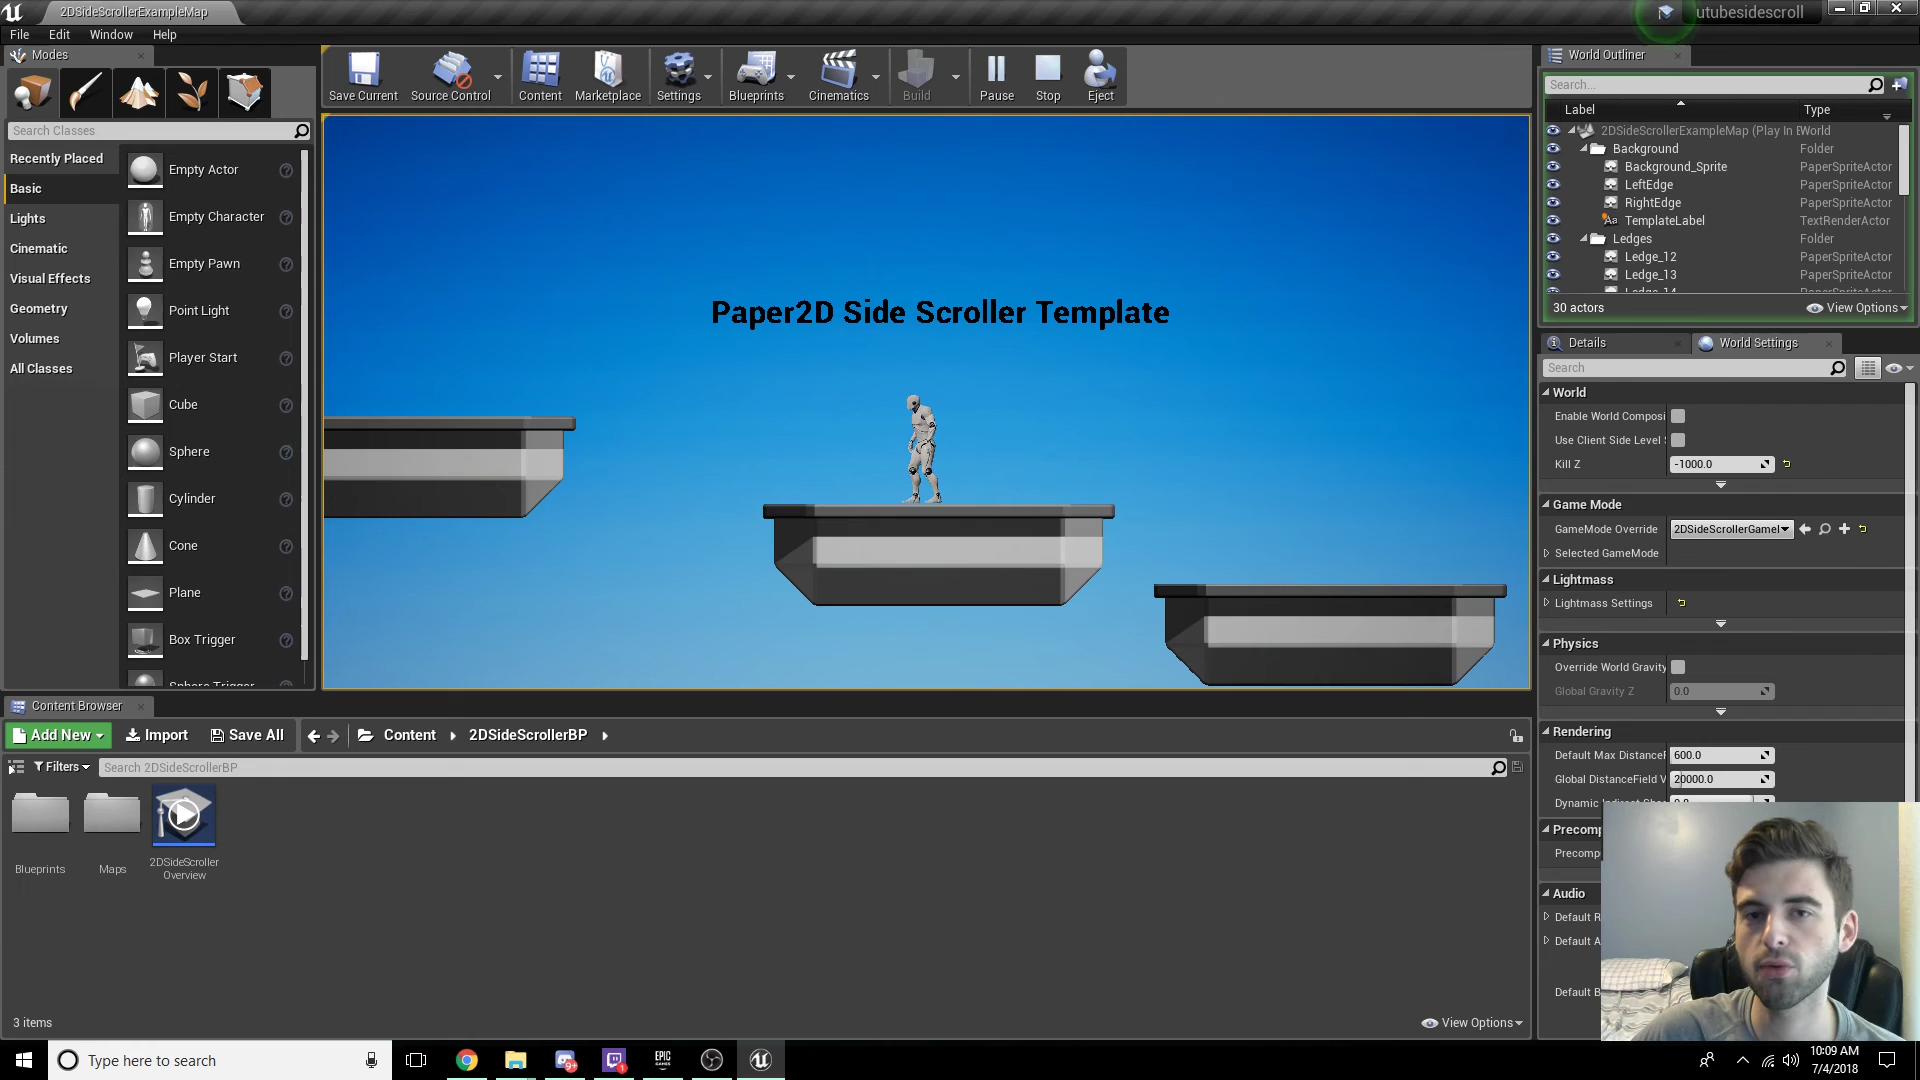 2DSideScrollerExampleMap
utubesidescroll
File Edit Window Help
Modes
Search Classes
Recently Placed
Basic
Lights
Cinematic
Visual Effects
Geometry
Volumes
All Classes
Empty Actor
Empty Character
Empty Pawn
Point Light
Player Start
Cube
Sphere
Cylinder
Cone
Plane
Box Trigger
Sphere Trigger
Save Current
Source Control
Content
Marketplace
Settings
Blueprints
Cinematics
Build
Pause
Stop
Eject
Paper2D Side Scroller Template
World Outliner
Search...
Label Type
2DSideScrollerExampleMap (Play In E World
Background Folder
Background_Sprite PaperSpriteActor
LeftEdge PaperSpriteActor
RightEdge PaperSpriteActor
TemplateLabel TextRenderActor
Ledges Folder
Ledge_12 PaperSpriteActor
Ledge_13 PaperSpriteActor
30 actors
View Options
Details
World Settings
Search
World
Enable World Composi
Use Client Side Level
Kill Z -1000.0
Game Mode
GameMode Override 2DSideScrollerGameI
Selected GameMode
Lightmass
Lightmass Settings
Physics
Override World Gravity
Global Gravity Z 0.0
Rendering
Default Max DistanceF 600.0
Global DistanceField V 20000.0
Precomp
Precomp
Audio
Default R
Default A
Default B
Content Browser
Add New Import Save All Content 2DSideScrollerBP
Filters Search 2DSideScrollerBP
Blueprints
Maps
2DSideScroller
Overview
3 items
View Options
Type here to search
EPIC
GAMES
10:09 AM
7/4/2018